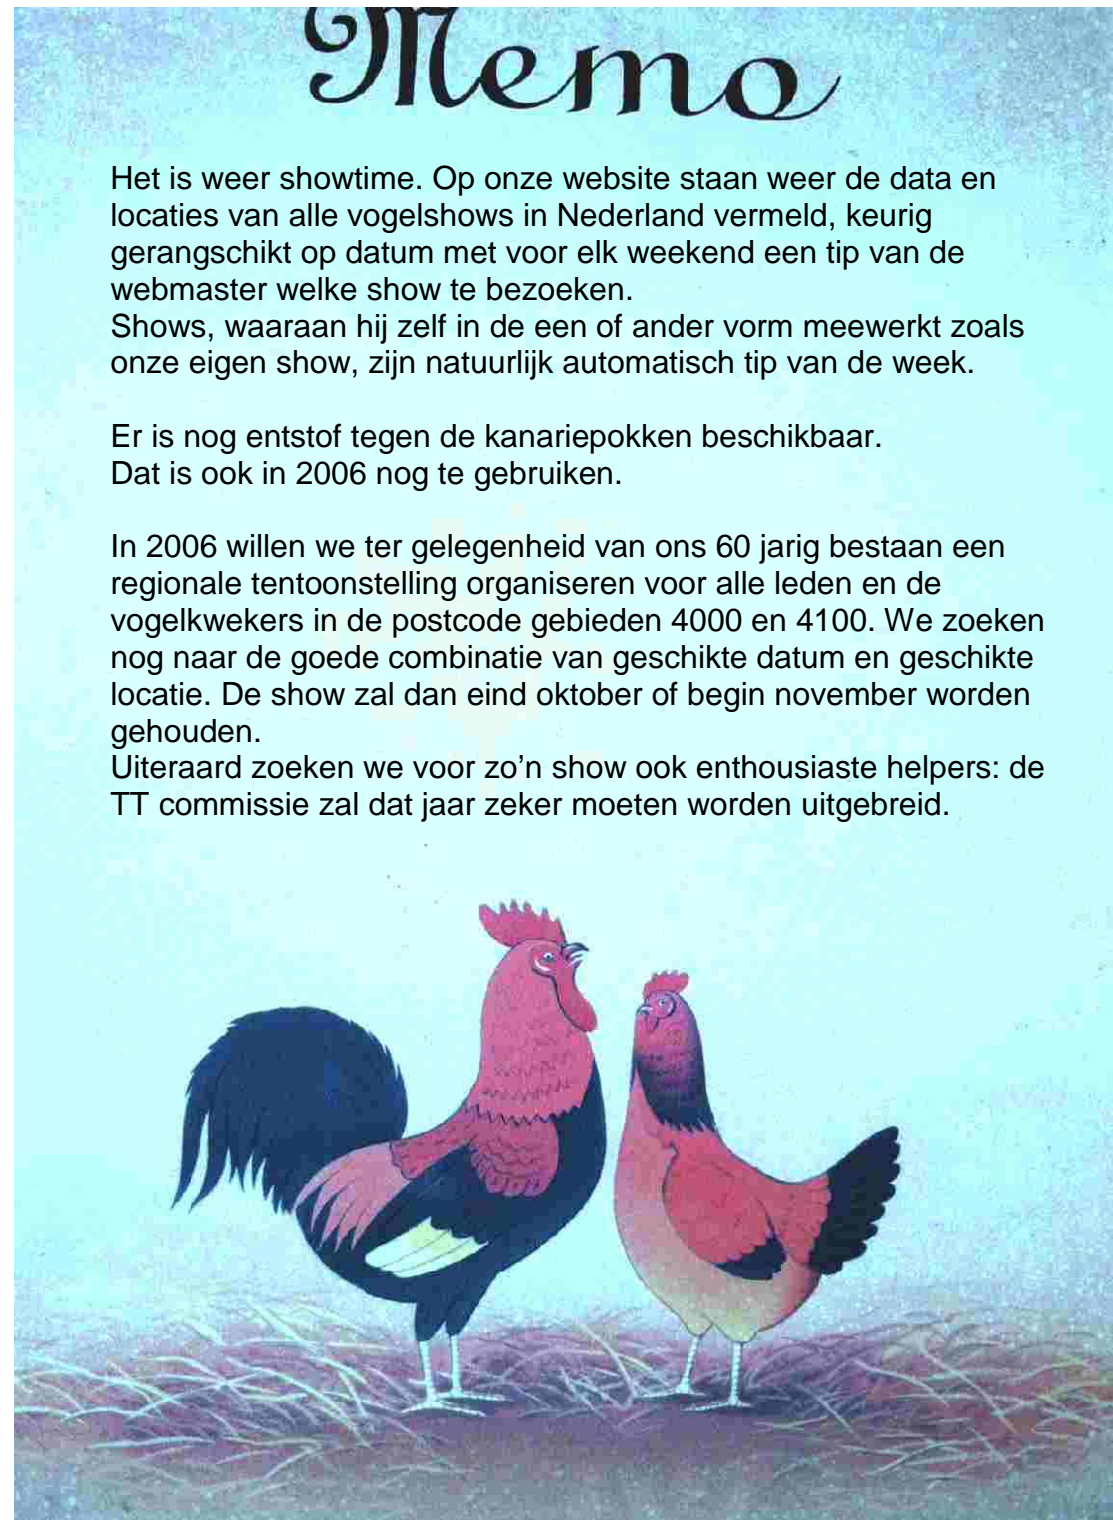 Memo
Het is weer showtime. Op onze website staan weer de data en
locaties van alle vogelshows in Nederland vermeld, keurig
gerangschikt op datum met voor elk weekend een tip van de
webmaster welke show te bezoeken.
Shows, waaraan hij zelf in de een of ander vorm meewerkt zoals
onze eigen show, zijn natuurlijk automatisch tip van de week.
Er is nog entstof tegen de kanariepokken beschikbaar.
Dat is ook in 2006 nog te gebruiken.
In 2006 willen we ter gelegenheid van ons 60 jarig bestaan een
regionale tentoonstelling organiseren voor alle leden en de
vogelkwekers in de postcode gebieden 4000 en 4100. We zoeken
nog naar de goede combinatie van geschikte datum en geschikte
locatie. De show zal dan eind oktober of begin november worden
gehouden.
Uiteraard zoeken we voor zo’n show ook enthousiaste helpers: de
TT commissie zal dat jaar zeker moeten worden uitgebreid.